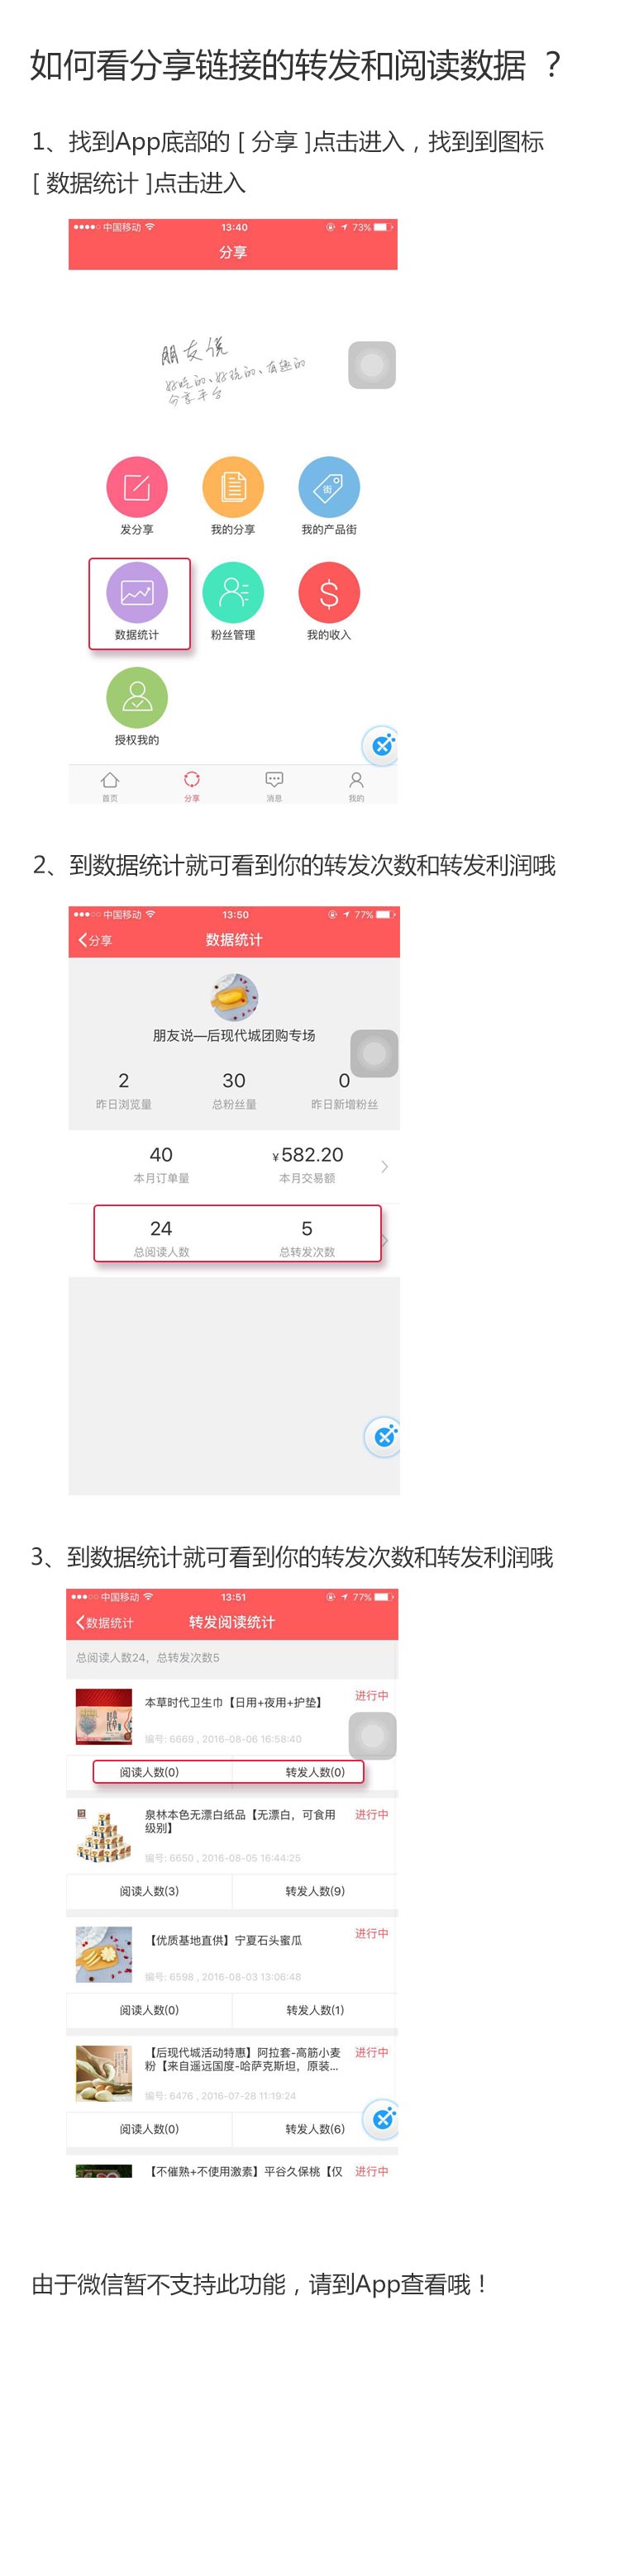 如何看分享链接的转发和阅读数据 ？
1、找到App底部的 [ 分享 ]点击进入，找到到图标
[ 数据统计 ]点击进入
中国移动 13:40 73%
分享
朋友说
好吃的、好玩的、有趣的
分享平台
街
发分享 我的分享 我的产品街
数据统计 粉丝管理 我的收入
授权我的
首页 分享 消息 我的
2、到数据统计就可看到你的转发次数和转发利润哦
中国移动 13:50 77%
分享 数据统计
朋友说—后现代城团购专场
2 30 0
昨日浏览量 总粉丝量 昨日新增粉丝
40 ¥582.20
本月订单量 本月交易额
24 5
总阅读人数 总转发次数
3、到数据统计就可看到你的转发次数和转发利润哦
中国移动 13:51 77%
数据统计 转发阅读统计
总阅读人数24，总转发次数5
本草时代卫生巾【日用+夜用+护垫】 进行中
编号: 6669 , 2016-08-06 16:58:40
阅读人数(0) 转发人数(0)
泉林本色无漂白纸品【无漂白，可食用 进行中
级别】
编号: 6650 , 2016-08-05 16:44:25
阅读人数(3) 转发人数(9)
【优质基地直供】宁夏石头蜜瓜 进行中
编号: 6598 , 2016-08-03 13:06:48
阅读人数(0) 转发人数(1)
【后现代城活动特惠】阿拉套-高筋小麦 进行中
粉【来自遥远国度-哈萨克斯坦，原装...
编号: 6476 , 2016-07-28 11:19:24
阅读人数(0) 转发人数(6)
【不催熟+不使用激素】平谷久保桃【仅 进行中
由于微信暂不支持此功能，请到App查看哦！